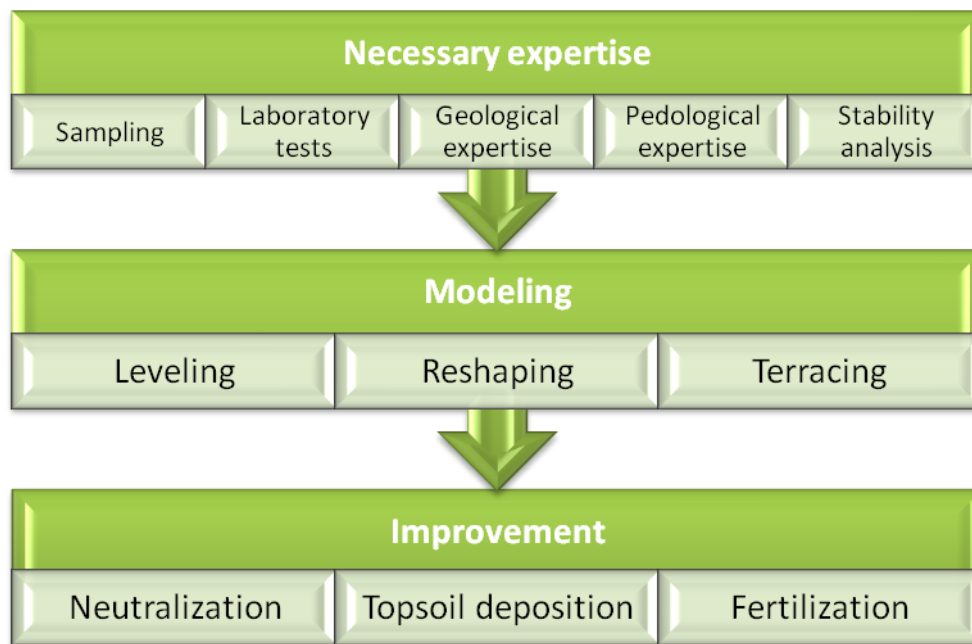 Necessary expertise
Sampling
Laboratory
tests
Geological
expertise
Pedological
expertise
Stability
analysis
Modeling
Leveling
Reshaping
Terracing
Improvement
Neutralization
Topsoil deposition
Fertilization